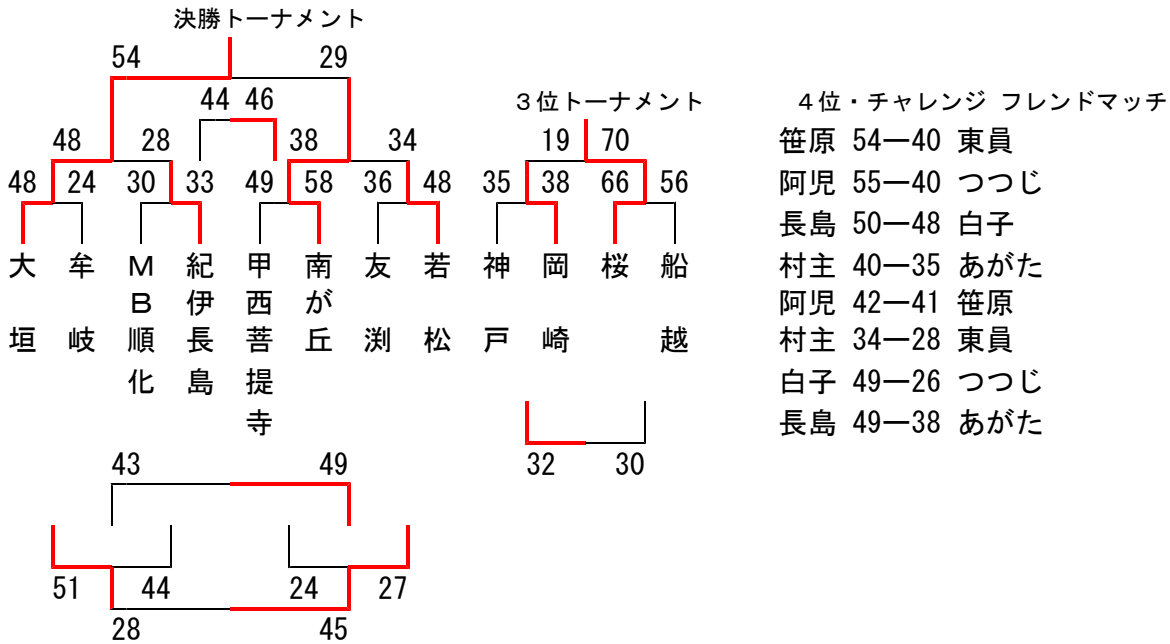 決勝トーナメント
54 29
44 46
３位トーナメント
４位・チャレンジ フレンドマッチ
48 28 38 34 19 70
笹原 54―40 東員
48 24 30 33 49 58 36 48 35 38 66 56
阿児 55―40 つつじ
長島 50―48 白子
大垣
牟岐
ＭＢ順化
紀伊長島
甲西菩提寺
南が丘
友渕
若松
神戸
岡崎
桜
船越
村主 40―35 あがた
阿児 42―41 笹原
村主 34―28 東員
白子 49―26 つつじ
長島 49―38 あがた
43 49
32 30
51 44 24 27
28 45